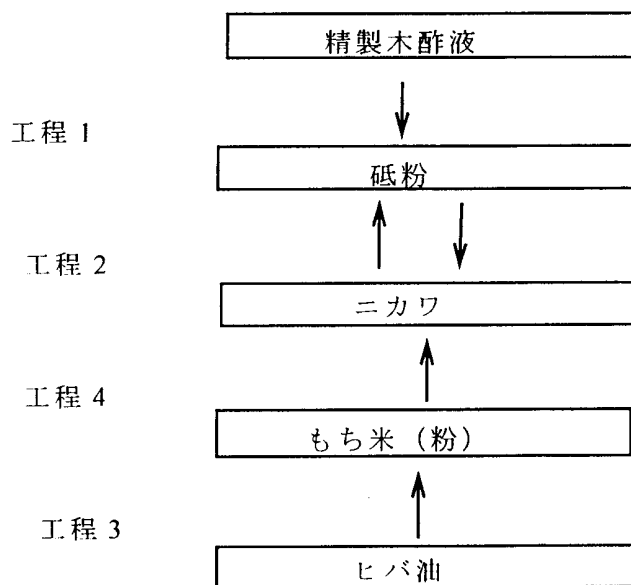 精製木酢液
工程 1
砥粉
工程 2
ニカワ
工程 4
もち米（粉）
工程 3
ヒバ油